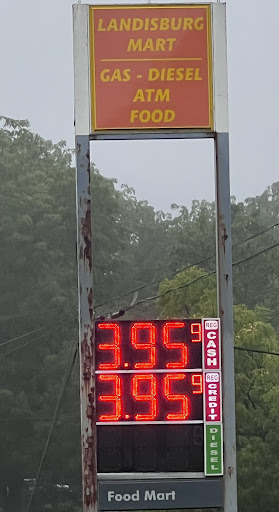 LANDISBURG
MART
GAS - DIESEL
ATM
FOOD
3.95 9 REG CASH
3.95 9 REG CREDIT
DIESEL
Food Mart